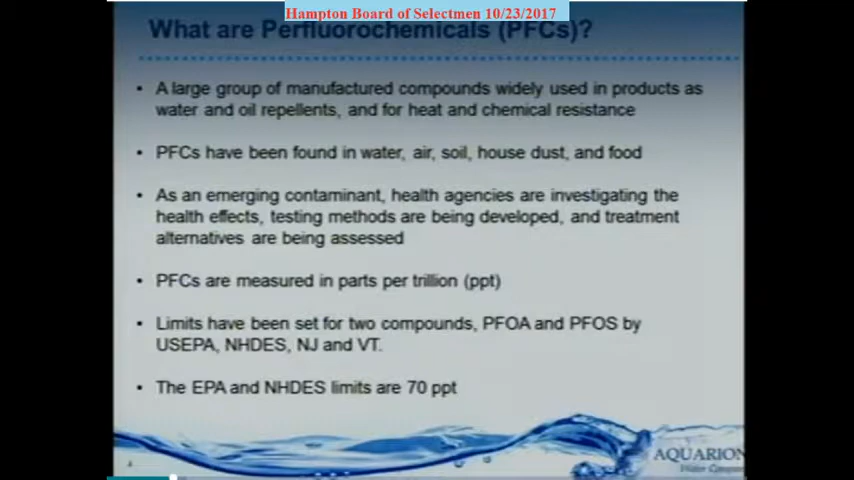 Hampton Board of Selectmen 10/23/2017
What are Perfluorochemicals (PFCs)?
• A large group of manufactured compounds widely used in products as
water and oil repellents, and for heat and chemical resistance
• PFCs have been found in water, air, soil, house dust, and food
• As an emerging contaminant, health agencies are investigating the
health effects, testing methods are being developed, and treatment
alternatives are being assessed
• PFCs are measured in parts per trillion (ppt)
• Limits have been set for two compounds, PFOA and PFOS by
USEPA, NHDES, NJ and VT.
• The EPA and NHDES limits are 70 ppt
4
AQUARION
Water Compan